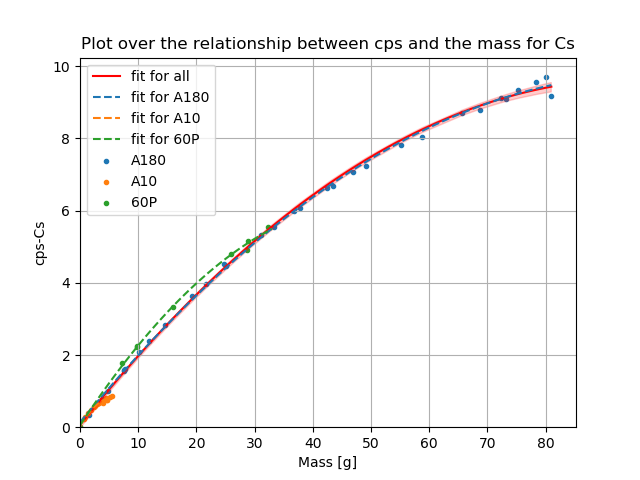 Plot over the relationship between cps and the mass for Cs
fit for all
fit for A180
fit for A10
fit for 60P
A180
A10
60P
cps-Cs
10
8
6
4
2
0
0 10 20 30 40 50 60 70 80
Mass [g]